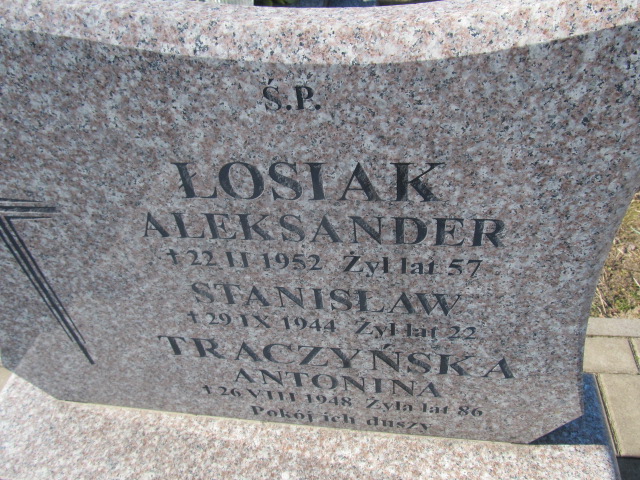 Ś.P.
ŁOSIAK
ALEKSANDER
†22 II 1952 Żył lat 57
STANISŁAW
†29 IX 1944 Żył lat 22
TRACZYŃSKA
ANTONINA
†26 VIII 1948 Żyła lat 86
Pokój ich duszy